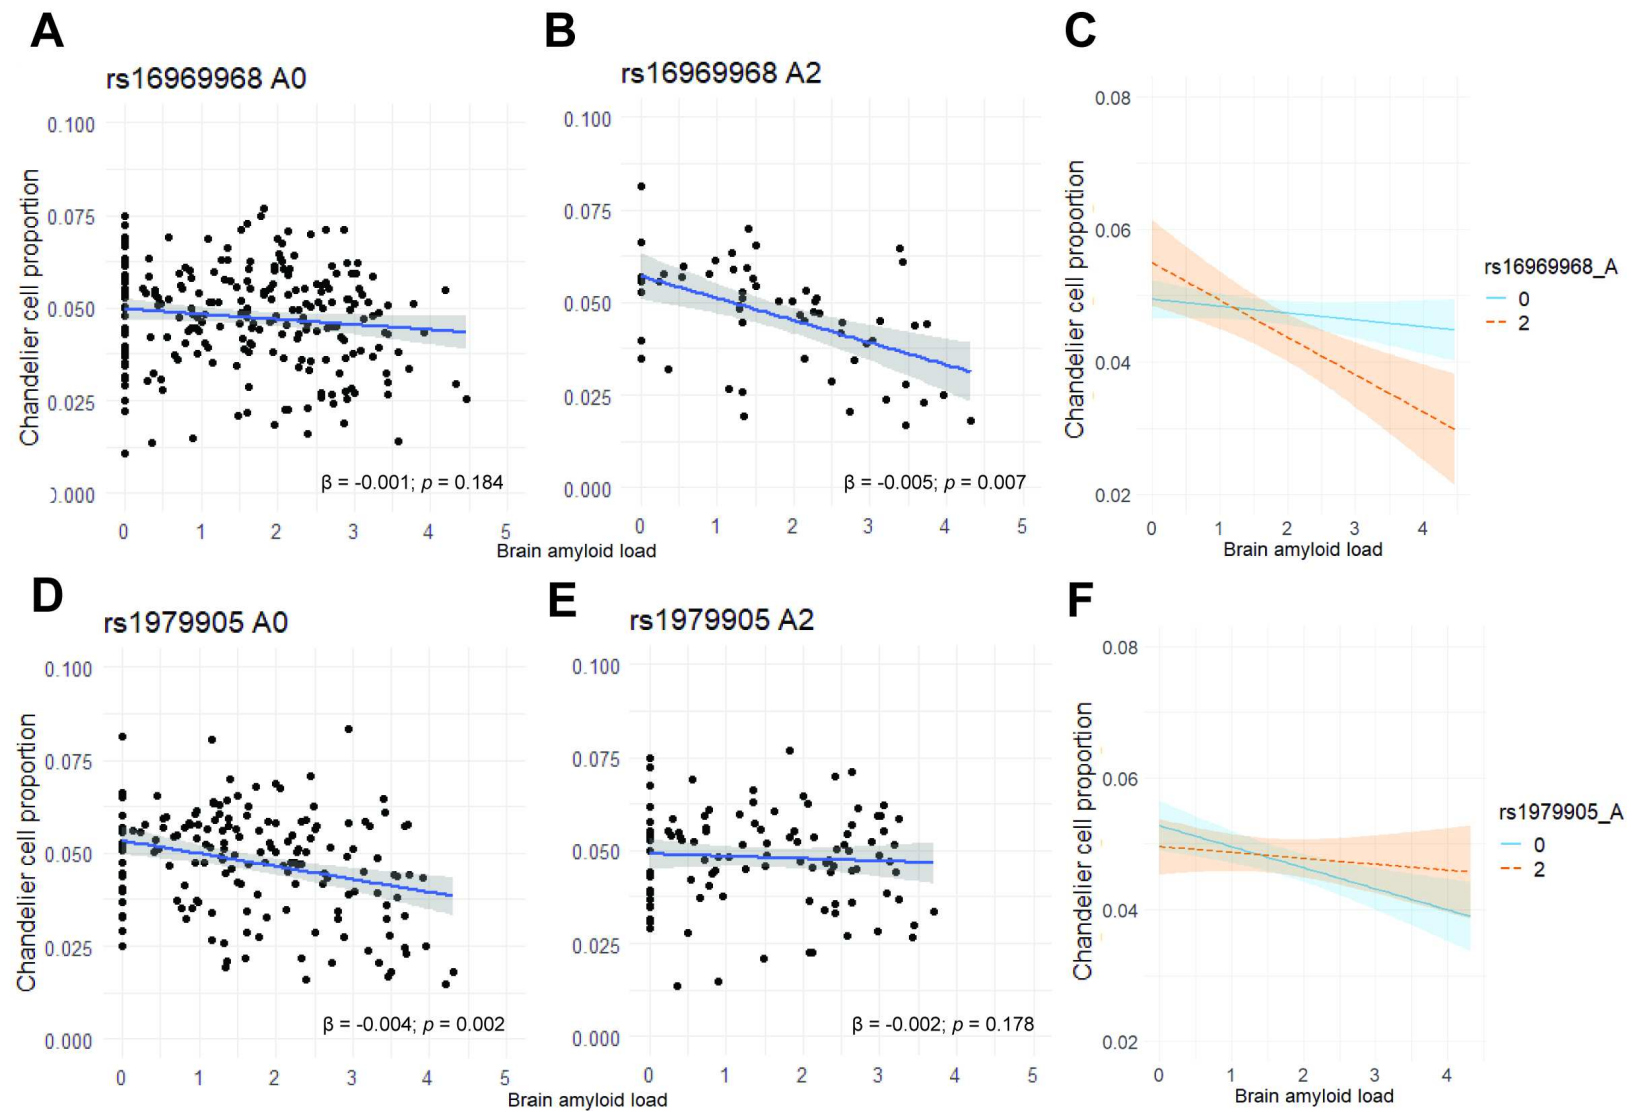 A
B
C
rs16969968 A0
rs16969968 A2
Chandelier cell proportion
0.100
0.075
0.050
0.025
0.000
0 1 2 3 4 5
β = -0.001; p = 0.184
0.100
0.075
0.050
0.025
0.000
0 1 2 3 4 5
β = -0.005; p = 0.007
Brain amyloid load
Chandelier cell proportion
0.08
0.06
0.04
0.02
0 1 2 3 4
Brain amyloid load
rs16969968_A
0
2
D
E
F
rs1979905 A0
rs1979905 A2
Chandelier cell proportion
0.100
0.075
0.050
0.025
0.000
0 1 2 3 4 5
β = -0.004; p = 0.002
0.100
0.075
0.050
0.025
0.000
0 1 2 3 4 5
β = -0.002; p = 0.178
Brain amyloid load
Chandelier cell proportion
0.08
0.06
0.04
0.02
0 1 2 3 4
Brain amyloid load
rs1979905_A
0
2